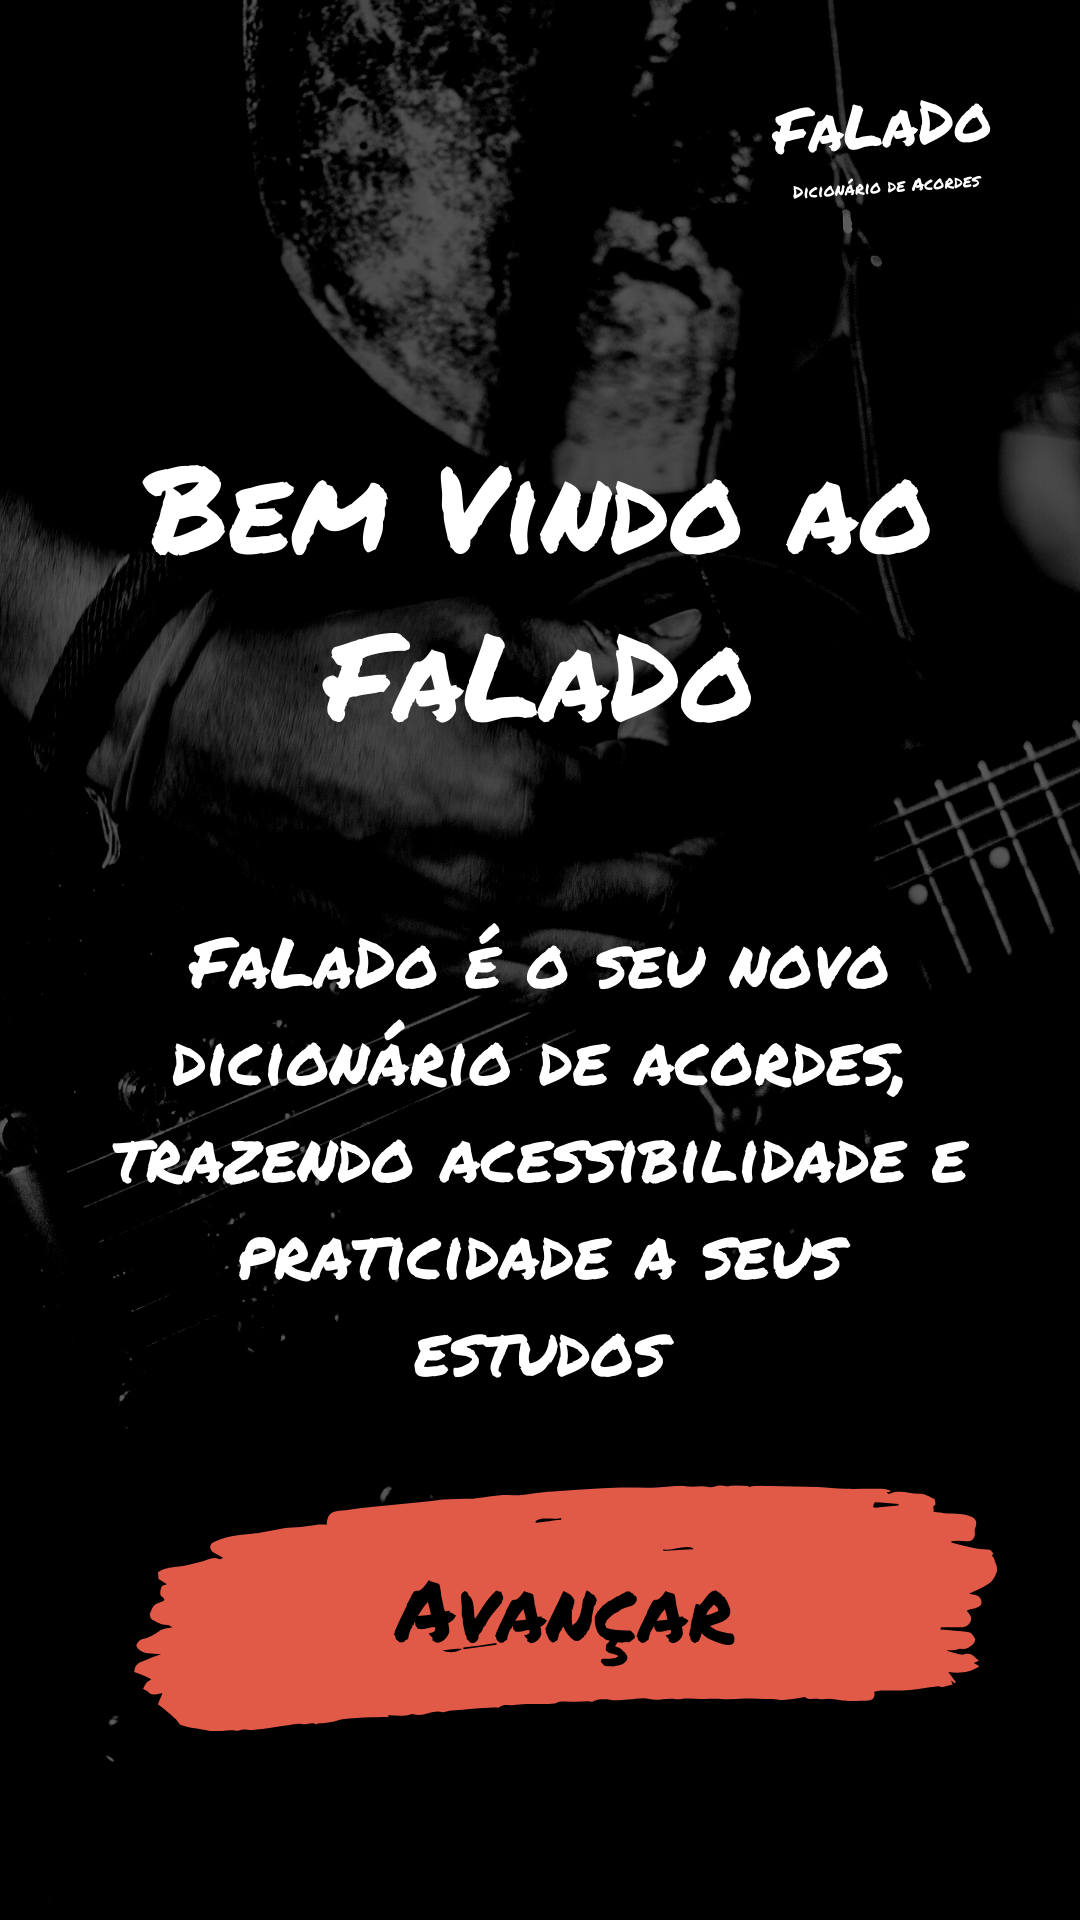 FaLaDo
Dicionário de Acordes
Bem Vindo ao
FaLaDo
FaLaDo é o seu novo
dicionário de acordes,
trazendo acessibilidade e
praticidade a seus
estudos
Avançar